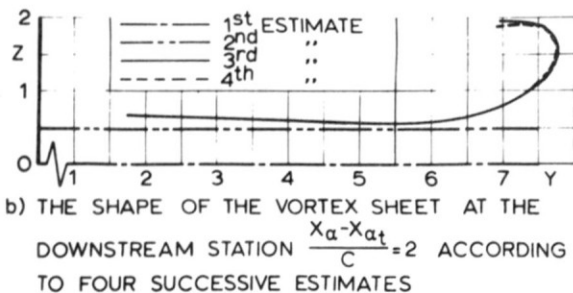 2
1st ESTIMATE
2nd "
Z
3rd "
1
4th "
0
1 2 3 4 5 6 7 Y
b) THE SHAPE OF THE VORTEX SHEET AT THE
DOWNSTREAM STATION (Xa-Xat)/C = 2 ACCORDING
TO FOUR SUCCESSIVE ESTIMATES